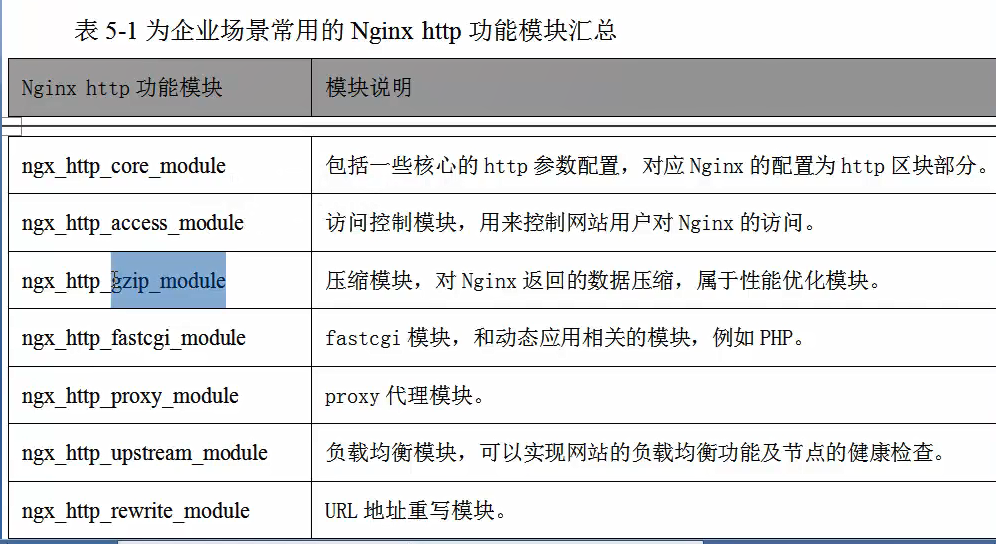 表 5-1 为企业场景常用的 Nginx http 功能模块汇总
Nginx http 功能模块 模块说明
ngx_http_core_module 包括一些核心的 http 参数配置，对应 Nginx 的配置为 http 区块部分。
ngx_http_access_module 访问控制模块，用来控制网站用户对 Nginx 的访问。
ngx_http_gzip_module 压缩模块，对 Nginx 返回的数据压缩，属于性能优化模块。
ngx_http_fastcgi_module fastcgi 模块，和动态应用相关的模块，例如 PHP。
ngx_http_proxy_module proxy 代理模块。
ngx_http_upstream_module 负载均衡模块，可以实现网站的负载均衡功能及节点的健康检查。
ngx_http_rewrite_module URL 地址重写模块。